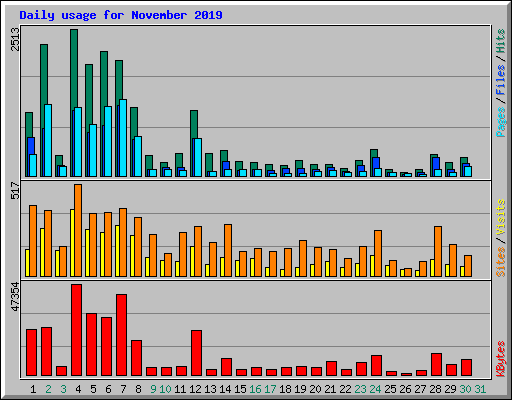 Daily usage for November 2019
2513
Pages / Files / Hits
517
Sites / Visits
47354
KBytes
1 2 3 4 5 6 7 8 9 10 11 12 13 14 15 16 17 18 19 20 21 22 23 24 25 26 27 28 29 30 31